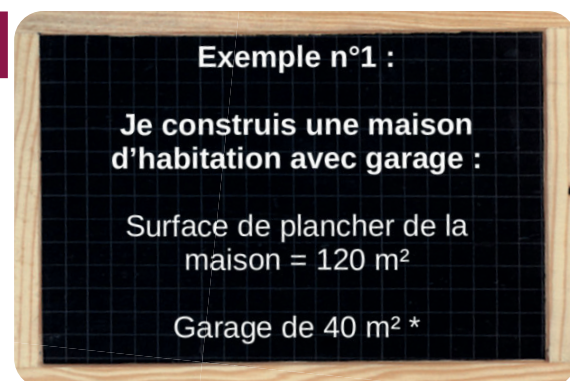 Exemple n°1 :
Je construis une maison
d’habitation avec garage :
Surface de plancher de la
maison = 120 m²
Garage de 40 m² *